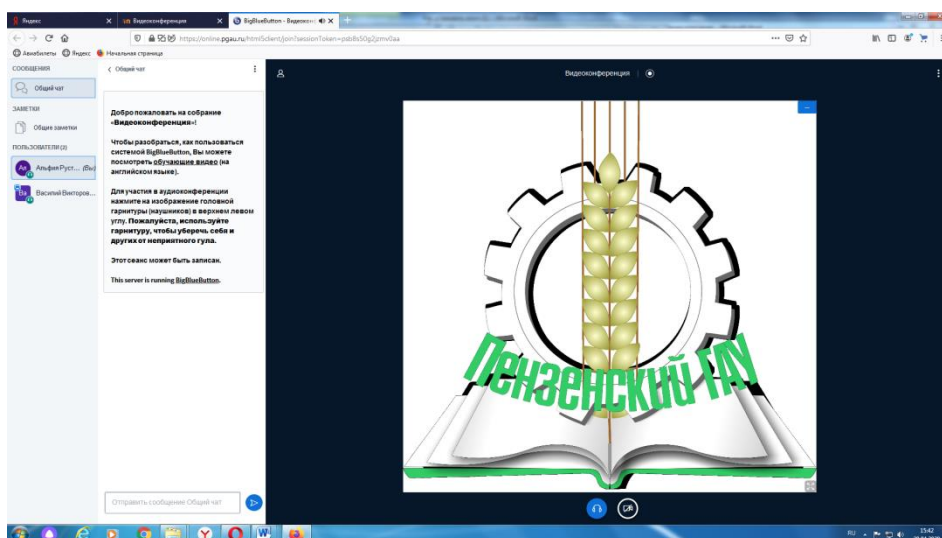 Яндекс
Видеоконференция
BigBlueButton - Видеоконс
https://online.pgau.ru/html5client/join?sessionToken=
Авиабилеты
Яндекс
Начальная страница
СООБЩЕНИЯ
Общий чат
ЗАМЕТКИ
Общие заметки
ПОЛЬЗОВАТЕЛИ (2)
Ал
Альфия Руст... (Вы)
Ва
Василий Викторов...
Общий чат
Добро пожаловать на собрание
«Видеоконференция»!
Чтобы разобраться, как пользоваться
системой BigBlueButton, Вы можете
посмотреть обучающие видео (на
английском языке).
Для участия в аудиоконференции
нажмите на изображение головной
гарнитуры (наушников) в верхнем левом
углу. Пожалуйста, используйте
гарнитуру, чтобы уберечь себя и
других от неприятного гула.
Этот сеанс может быть записан.
This server is running BigBlueButton.
Отправить сообщение Общий чат
Видеоконференция
Пензенский ГАУ
RU
15:42